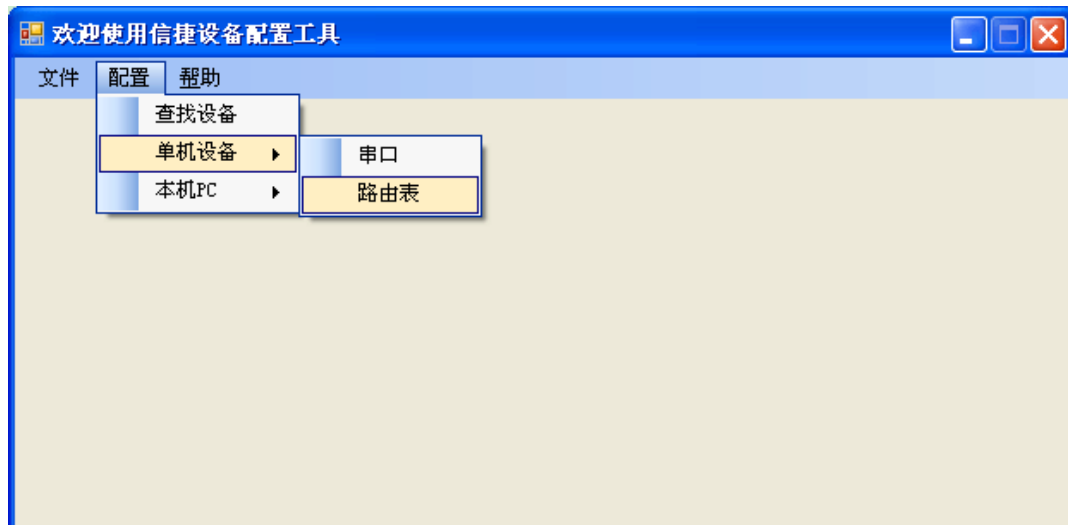 欢迎使用信捷设备配置工具
文件 配置 帮助
查找设备
单机设备
串口
本机PC
路由表